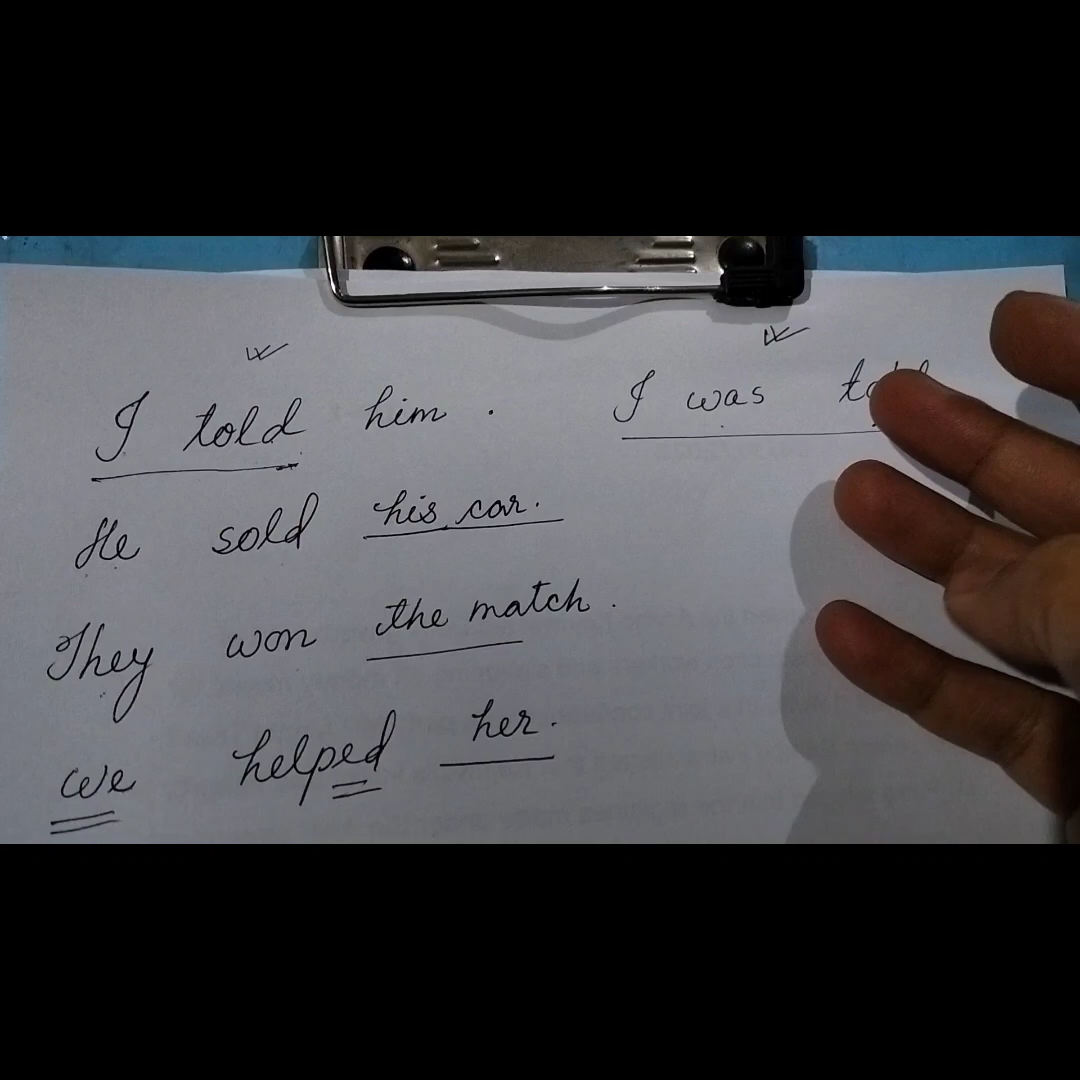 I told him. I was
He sold his car.
They won the match.
We helped her.